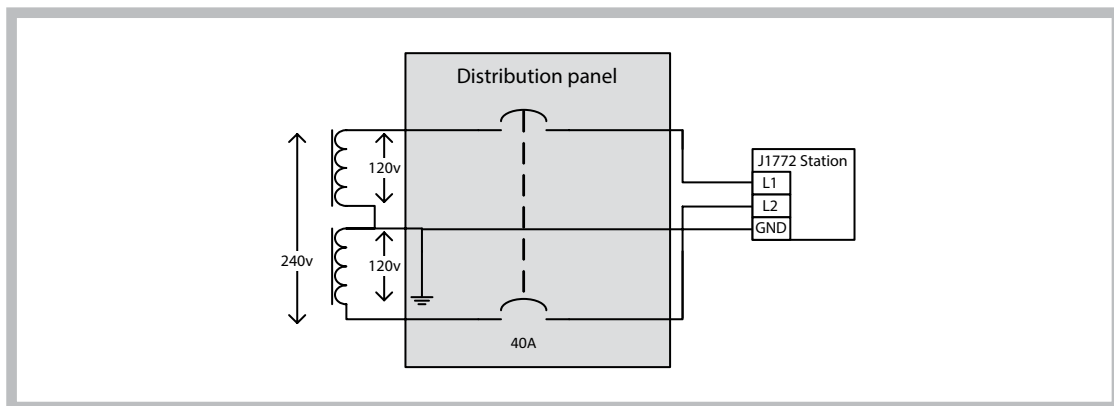 Distribution panel
120v
J1772 Station
L1
L2
GND
240v
120v
40A